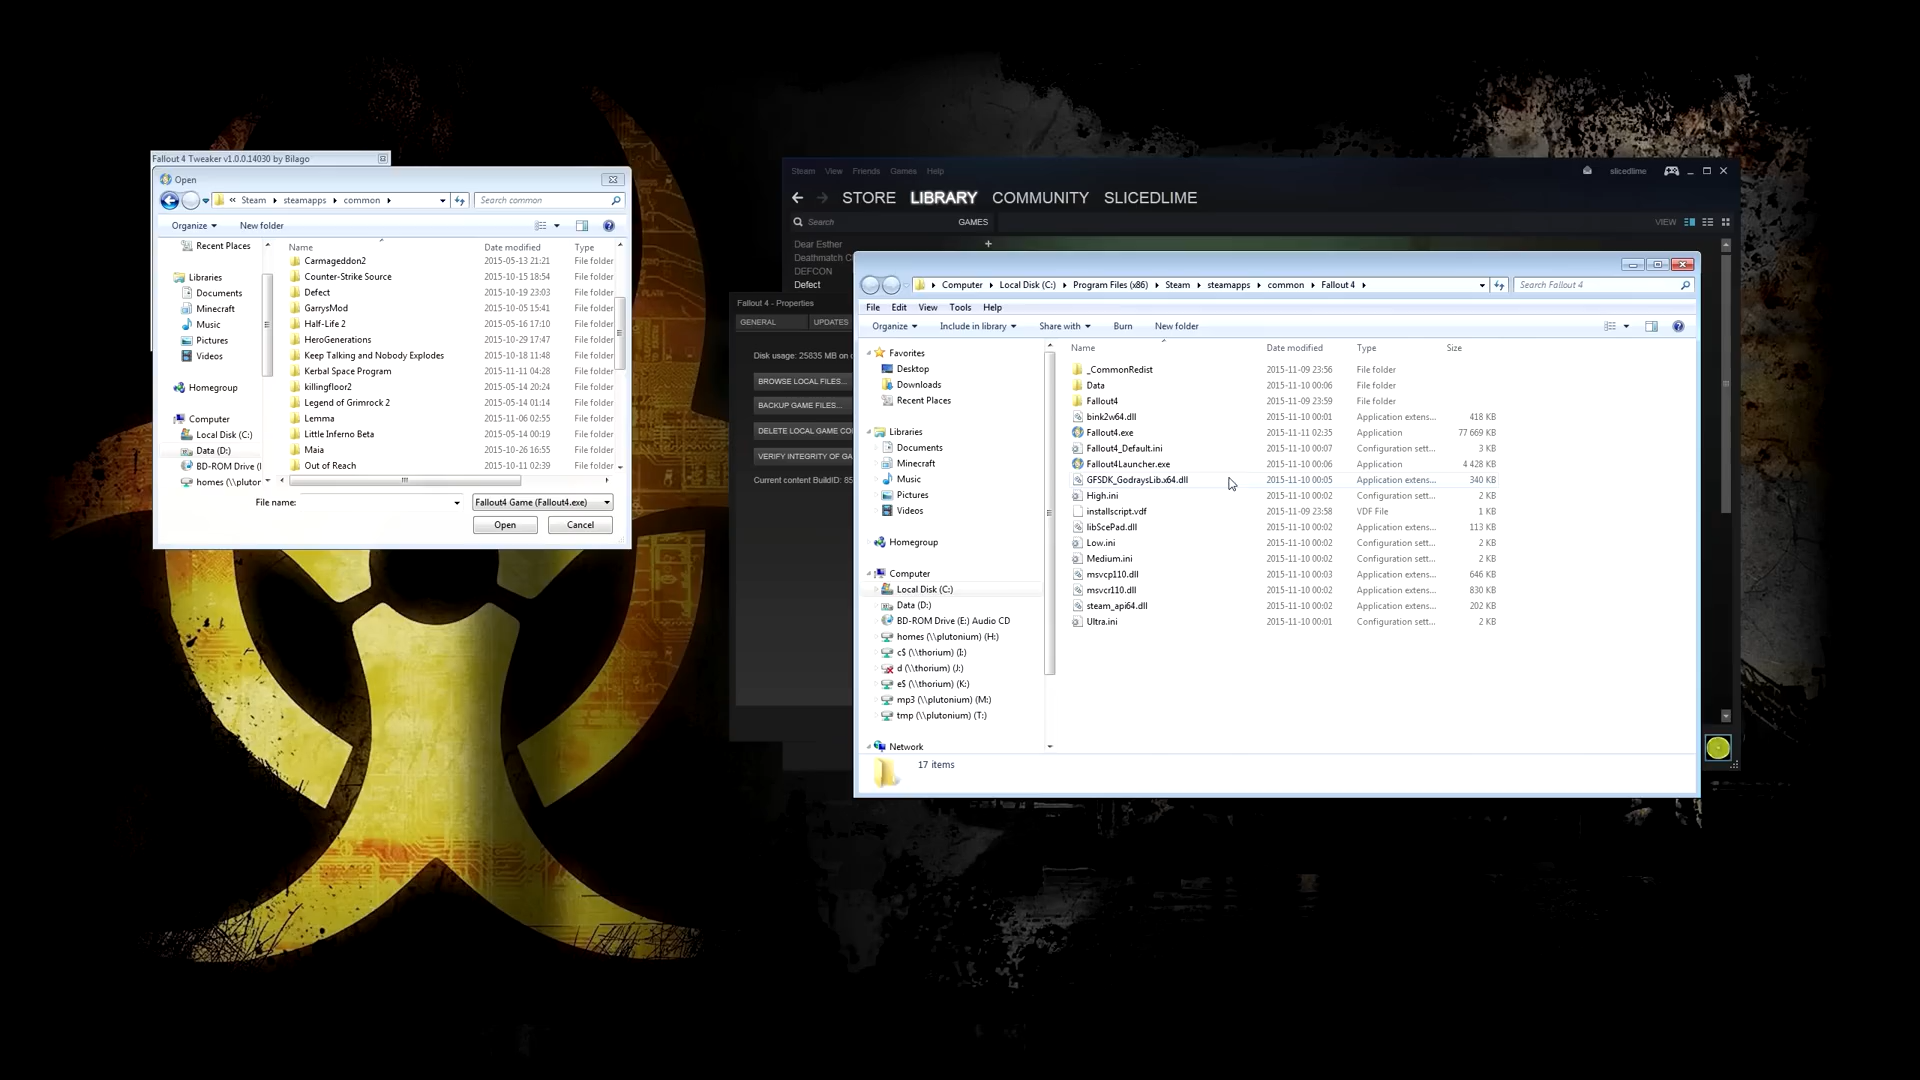 Fallout 4 Tweaker v1.0.0.14030 by Bilago
Open
« Steam steamapps common
Search common
Organize New folder
Name Date modified Type
Recent Places
Libraries
Documents
Minecraft
Music
Pictures
Videos
Homegroup
Computer
Local Disk (C:)
Data (D:)
BD-ROM Drive (
homes (\\pluton
Carmageddon2 2015-05-13 21:21 File folder
Counter-Strike Source 2015-10-15 18:54 File folder
Defect 2015-10-19 23:03 File folder
GarrysMod 2015-10-05 15:41 File folder
Half-Life 2 2015-05-16 17:10 File folder
HeroGenerations 2015-10-29 17:47 File folder
Keep Talking and Nobody Explodes 2015-10-18 11:48 File folder
Kerbal Space Program 2015-11-11 04:28 File folder
killingfloor2 2015-05-14 20:24 File folder
Legend of Grimrock 2 2015-05-14 01:14 File folder
Lemma 2015-11-06 02:55 File folder
Little Inferno Beta 2015-05-14 00:19 File folder
Maia 2015-10-26 16:55 File folder
Out of Reach 2015-10-11 02:39 File folder
File name: Fallout4 Game (Fallout4.exe)
Open Cancel
Steam View Friends Games Help
slicedlime
STORE LIBRARY COMMUNITY SLICEDLIME
Search GAMES VIEW
Dear Esther
Deathmatch Cl
DEFCON
Defect
Fallout 4 - Properties
GENERAL UPDATES
Disk usage: 25835 MB on
BROWSE LOCAL FILES...
BACKUP GAME FILES...
DELETE LOCAL GAME CO
VERIFY INTEGRITY OF GA
Current content BuildID: 85
Computer Local Disk (C:) Program Files (x86) Steam steamapps common Fallout 4
Search Fallout 4
File Edit View Tools Help
Organize Include in library Share with Burn New folder
Name Date modified Type Size
Favorites
Desktop
Downloads
Recent Places
Libraries
Documents
Minecraft
Music
Pictures
Videos
Homegroup
Computer
Local Disk (C:)
Data (D:)
BD-ROM Drive (E:) Audio CD
homes (\\plutonium) (H:)
c$ (\\thorium) (I:)
d (\\thorium) (J:)
e$ (\\thorium) (K:)
mp3 (\\plutonium) (M:)
tmp (\\plutonium) (T:)
Network
_CommonRedist 2015-11-09 23:56 File folder
Data 2015-11-10 00:06 File folder
Fallout4 2015-11-09 23:59 File folder
bink2w64.dll 2015-11-10 00:01 Application extens... 418 KB
Fallout4.exe 2015-11-11 02:35 Application 77 669 KB
Fallout4_Default.ini 2015-11-10 00:07 Configuration sett... 3 KB
Fallout4Launcher.exe 2015-11-10 00:06 Application 4 428 KB
GFSDK_GodraysLib.x64.dll 2015-11-10 00:05 Application extens... 340 KB
High.ini 2015-11-10 00:02 Configuration sett... 2 KB
installscript.vdf 2015-11-09 23:58 VDF File 1 KB
libScePad.dll 2015-11-10 00:02 Application extens... 113 KB
Low.ini 2015-11-10 00:02 Configuration sett... 2 KB
Medium.ini 2015-11-10 00:02 Configuration sett... 2 KB
msvcp110.dll 2015-11-10 00:03 Application extens... 646 KB
msvcr110.dll 2015-11-10 00:02 Application extens... 830 KB
steam_api64.dll 2015-11-10 00:02 Application extens... 202 KB
Ultra.ini 2015-11-10 00:01 Configuration sett... 2 KB
17 items